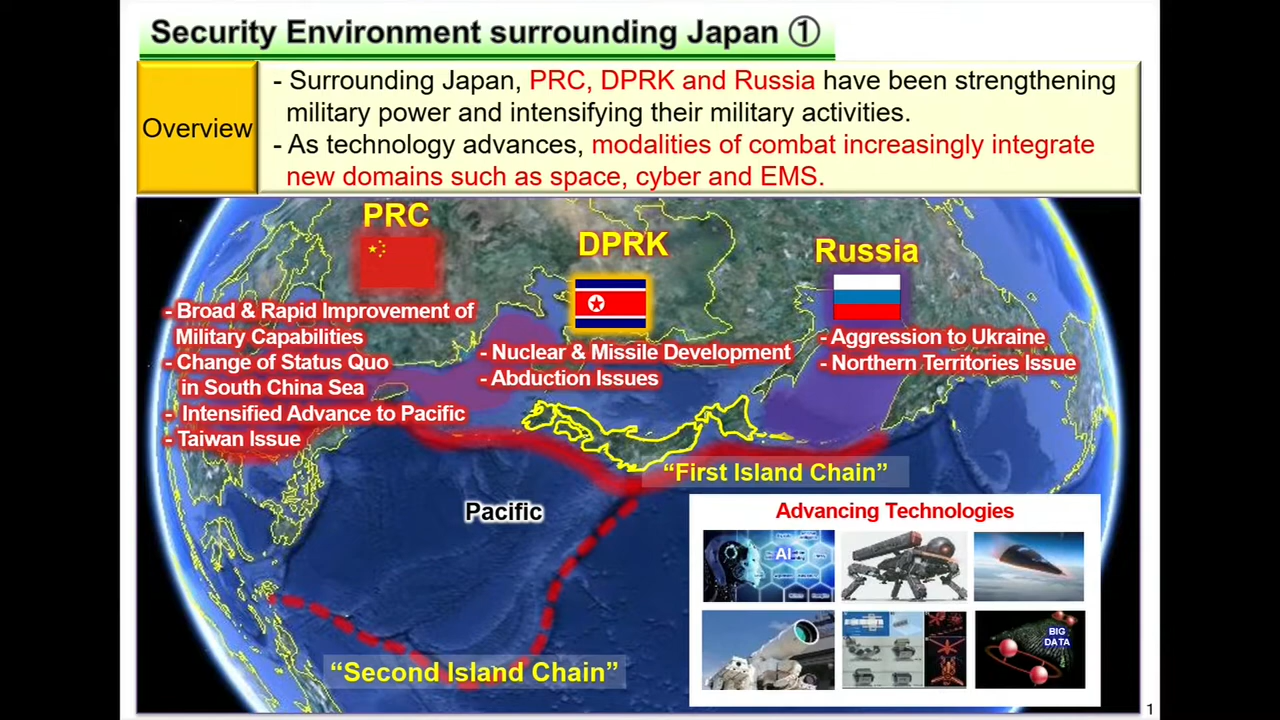 Security Environment surrounding Japan ①
Overview
- Surrounding Japan, PRC, DPRK and Russia have been strengthening
military power and intensifying their military activities.
- As technology advances, modalities of combat increasingly integrate
new domains such as space, cyber and EMS.
PRC
DPRK
Russia
- Broad & Rapid Improvement of
Military Capabilities
- Change of Status Quo
in South China Sea
- Intensified Advance to Pacific
- Taiwan Issue
- Nuclear & Missile Development
- Abduction Issues
- Aggression to Ukraine
- Northern Territories Issue
“First Island Chain”
Pacific
“Second Island Chain”
Advancing Technologies
AI
BIG
DATA
1